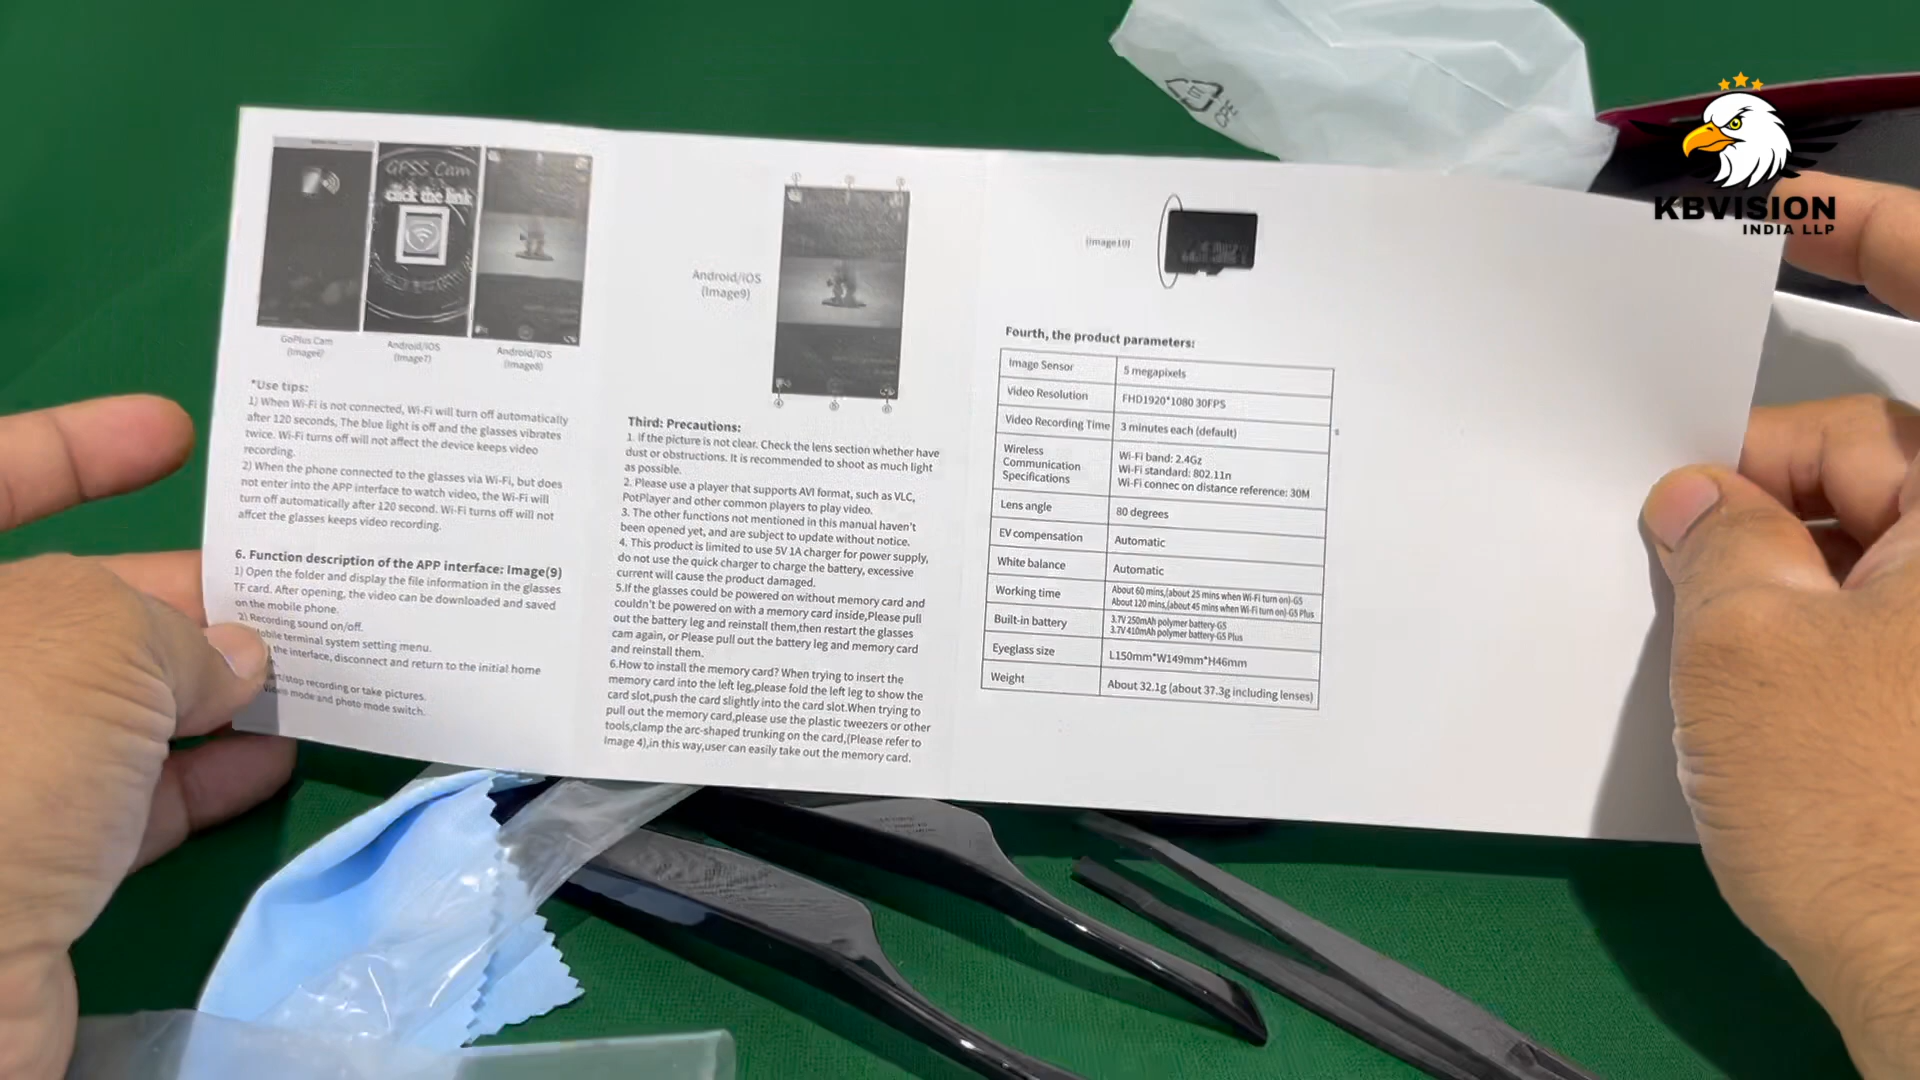 KBVISION
INDIA LLP
GPSS Cam
click the link
GoPlus Cam
(Image6)
Android/iOS
(Image7)
Android/iOS
(Image8)
*Use tips:
1) When Wi-Fi is not connected, Wi-Fi will turn off automatically
after 120 seconds, The blue light is off and the glasses vibrates
twice. Wi-Fi turns off will not affect the device keeps video
recording.
2) When the phone connected to the glasses via Wi-Fi, but does
not enter into the APP interface to watch video, the Wi-Fi will
turn off automatically after 120 second. Wi-Fi turns off will not
affcet the glasses keeps video recording.
6. Function description of the APP interface: Image(9)
1) Open the folder and display the file information in the glasses
TF card. After opening, the video can be downloaded and saved
on the mobile phone.
2) Recording sound on/off.
terminal system setting menu.
the interface, disconnect and return to the initial home
recording or take pictures.
mode and photo mode switch.
Android/iOS
(Image9)
Third: Precautions:
1. If the picture is not clear. Check the lens section whether have
dust or obstructions. It is recommended to shoot as much light
as possible.
2. Please use a player that supports AVI format, such as VLC,
PotPlayer and other common players to play video.
3. The other functions not mentioned in this manual haven't
been opened yet, and are subject to update without notice.
4. This product is limited to use 5V 1A charger for power supply,
do not use the quick charger to charge the battery, excessive
current will cause the product damaged.
5.If the glasses could be powered on without memory card and
couldn't be powered on with a memory card inside,Please pull
out the battery leg and reinstall them,then restart the glasses
cam again, or Please pull out the battery leg and memory card
and reinstall them.
6.How to install the memory card? When trying to insert the
memory card into the left leg,please fold the left leg to show the
card slot,push the card slightly into the card slot.When trying to
pull out the memory card,please use the plastic tweezers or other
tools,clamp the arc-shaped trunking on the card,(Please refer to
Image 4),in this way,user can easily take out the memory card.
(Image10)
Fourth, the product parameters:
Image Sensor 5 megapixels
Video Resolution FHD1920*1080 30FPS
Video Recording Time 3 minutes each (default)
Wireless Communication Specifications
Wi-Fi band: 2.4Gz
Wi-Fi standard: 802.11n
Wi-Fi connec on distance reference: 30M
Lens angle 80 degrees
EV compensation Automatic
White balance Automatic
Working time About 60 mins,(about 25 mins when Wi-Fi turn on)-G5
About 120 mins,(about 45 mins when Wi-Fi turn on)-G5 Plus
Built-in battery 3.7V 250mAh polymer battery-G5
3.7V 410mAh polymer battery-G5 Plus
Eyeglass size L150mm*W149mm*H46mm
Weight About 32.1g (about 37.3g including lenses)